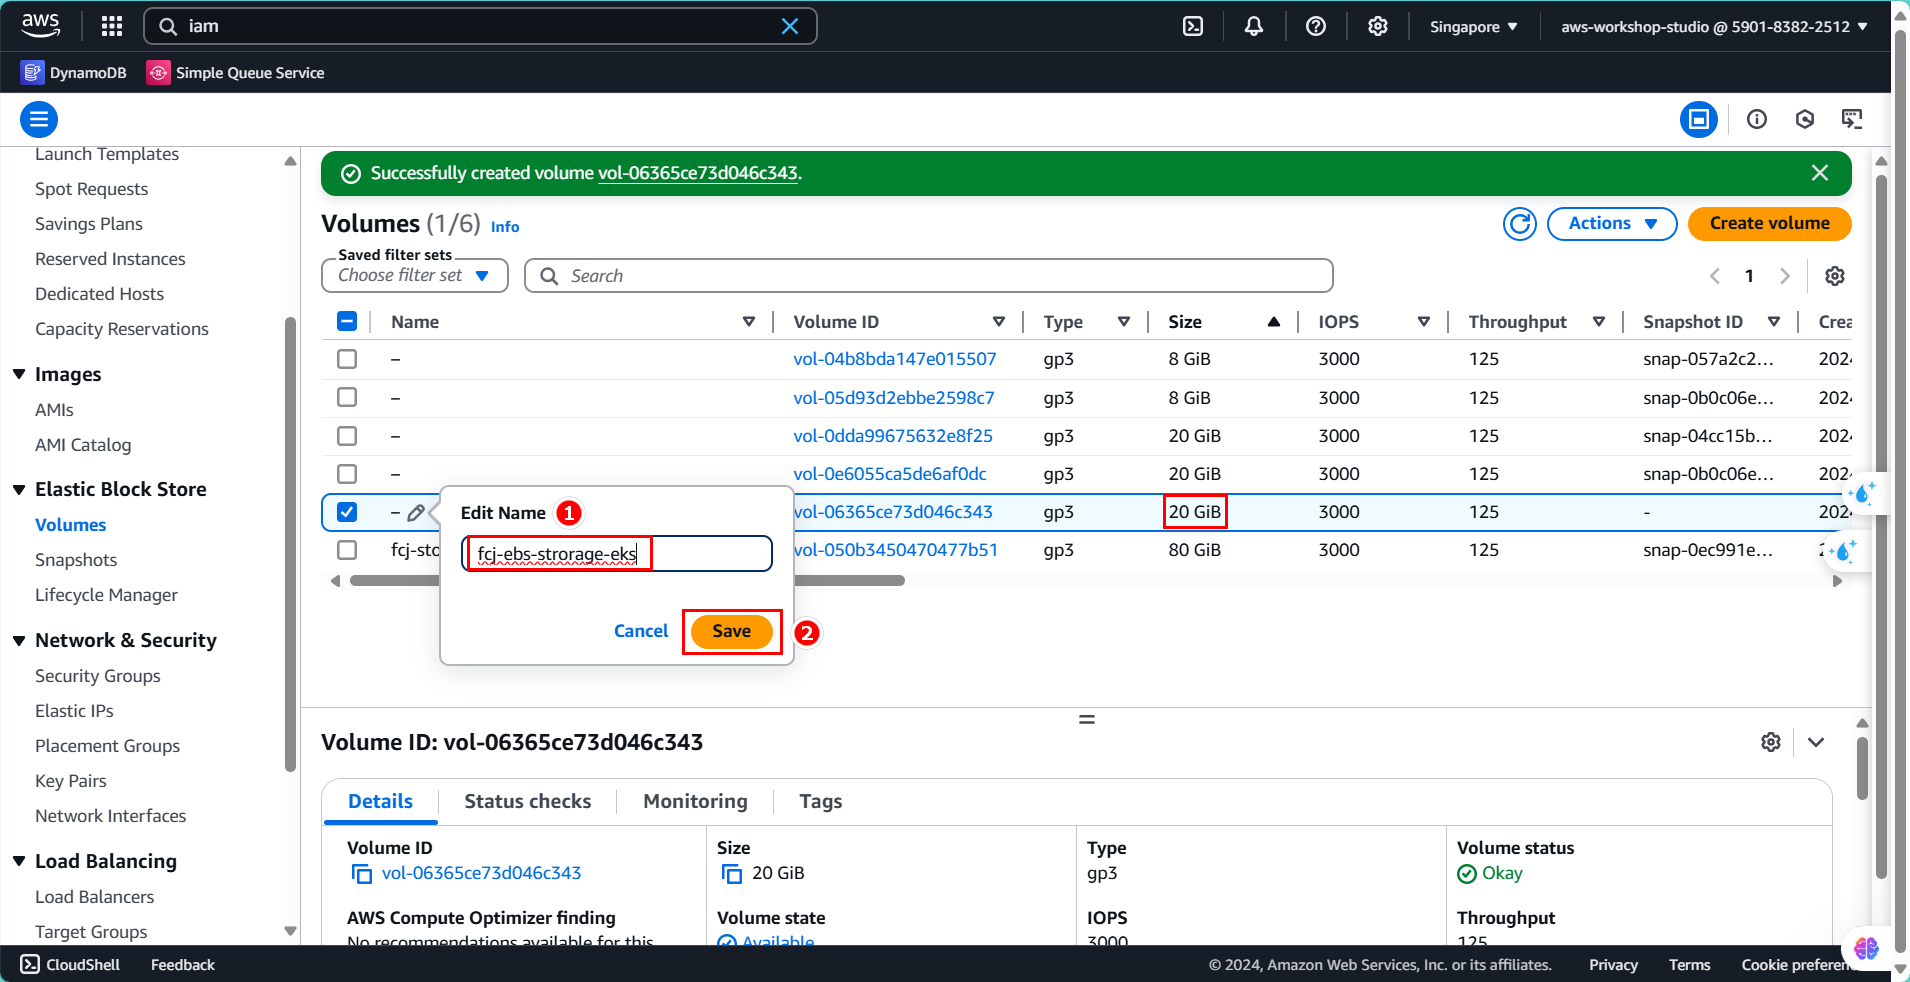 aws
iam
Singapore
aws-workshop-studio @ 5901-8382-2512
DynamoDB
Simple Queue Service
Launch Templates
Spot Requests
Savings Plans
Reserved Instances
Dedicated Hosts
Capacity Reservations
Images
AMIs
AMI Catalog
Elastic Block Store
Volumes
Snapshots
Lifecycle Manager
Network & Security
Security Groups
Elastic IPs
Placement Groups
Key Pairs
Network Interfaces
Load Balancing
Load Balancers
Target Groups
Successfully created volume vol-06365ce73d046c343.
Volumes (1/6) Info
Actions
Create volume
Saved filter sets
Choose filter set
Search
1
Name Volume ID Type Size IOPS Throughput Snapshot ID Crea
– vol-04b8bda147e015507 gp3 8 GiB 3000 125 snap-057a2c2... 2024
– vol-05d93d2ebbe2598c7 gp3 8 GiB 3000 125 snap-0b0c06e... 2024
– vol-0dda99675632e8f25 gp3 20 GiB 3000 125 snap-04cc15b... 2024
– vol-0e6055ca5de6af0dc gp3 20 GiB 3000 125 snap-0b0c06e... 2024
– vol-06365ce73d046c343 gp3 20 GiB 3000 125 - 2024
fcj-sto vol-050b3450470477b51 gp3 80 GiB 3000 125 snap-0ec991e... 2024
Edit Name 1
fcj-ebs-strorage-eks
Cancel
Save
2
Volume ID: vol-06365ce73d046c343
Details
Status checks
Monitoring
Tags
Volume ID
vol-06365ce73d046c343
Size
20 GiB
Type
gp3
Volume status
Okay
AWS Compute Optimizer finding
No recommendations available for this
Volume state
Available
IOPS
3000
Throughput
125
CloudShell
Feedback
© 2024, Amazon Web Services, Inc. or its affiliates.
Privacy
Terms
Cookie preferen